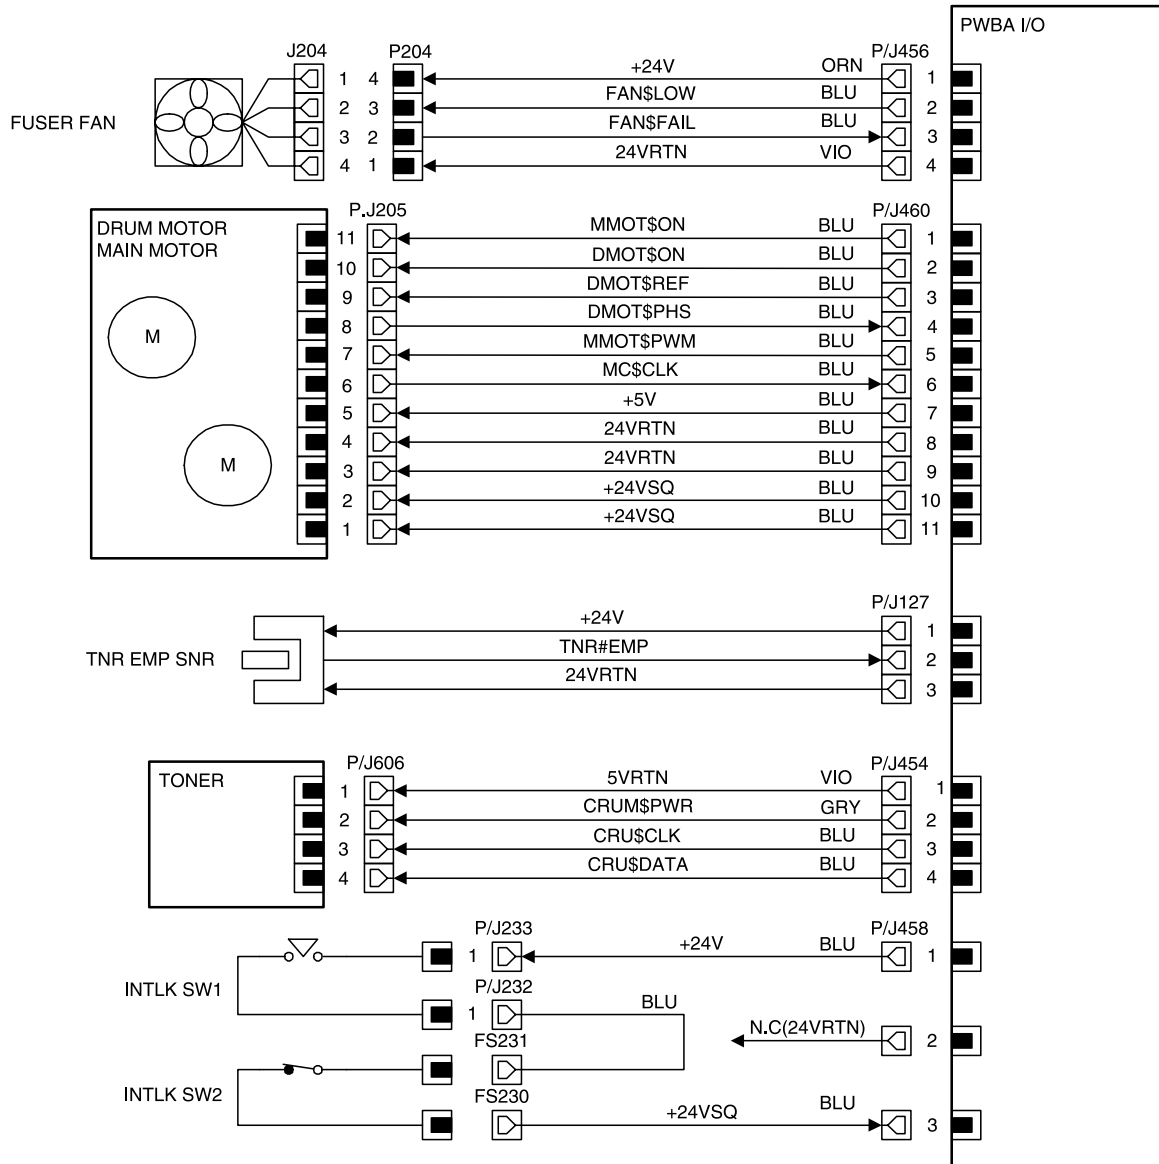 PWBA I/O
J204 P204 P/J456
FUSER FAN
1 4 +24V ORN 1
2 3 FAN$LOW BLU 2
3 2 FAN$FAIL BLU 3
4 1 24VRTN VIO 4
DRUM MOTOR
MAIN MOTOR
M
M
P.J205 P/J460
11 MMOT$ON BLU 1
10 DMOT$ON BLU 2
9 DMOT$REF BLU 3
8 DMOT$PHS BLU 4
7 MMOT$PWM BLU 5
6 MC$CLK BLU 6
5 +5V BLU 7
4 24VRTN BLU 8
3 24VRTN BLU 9
2 +24VSQ BLU 10
1 +24VSQ BLU 11
P/J127
TNR EMP SNR
+24V 1
TNR#EMP 2
24VRTN 3
TONER
P/J606 P/J454
1 5VRTN VIO 1
2 CRUM$PWR GRY 2
3 CRU$CLK BLU 3
4 CRU$DATA BLU 4
P/J233 P/J458
1 +24V BLU 1
INTLK SW1
P/J232
1 BLU
N.C(24VRTN) 2
FS231
INTLK SW2
FS230
+24VSQ BLU 3